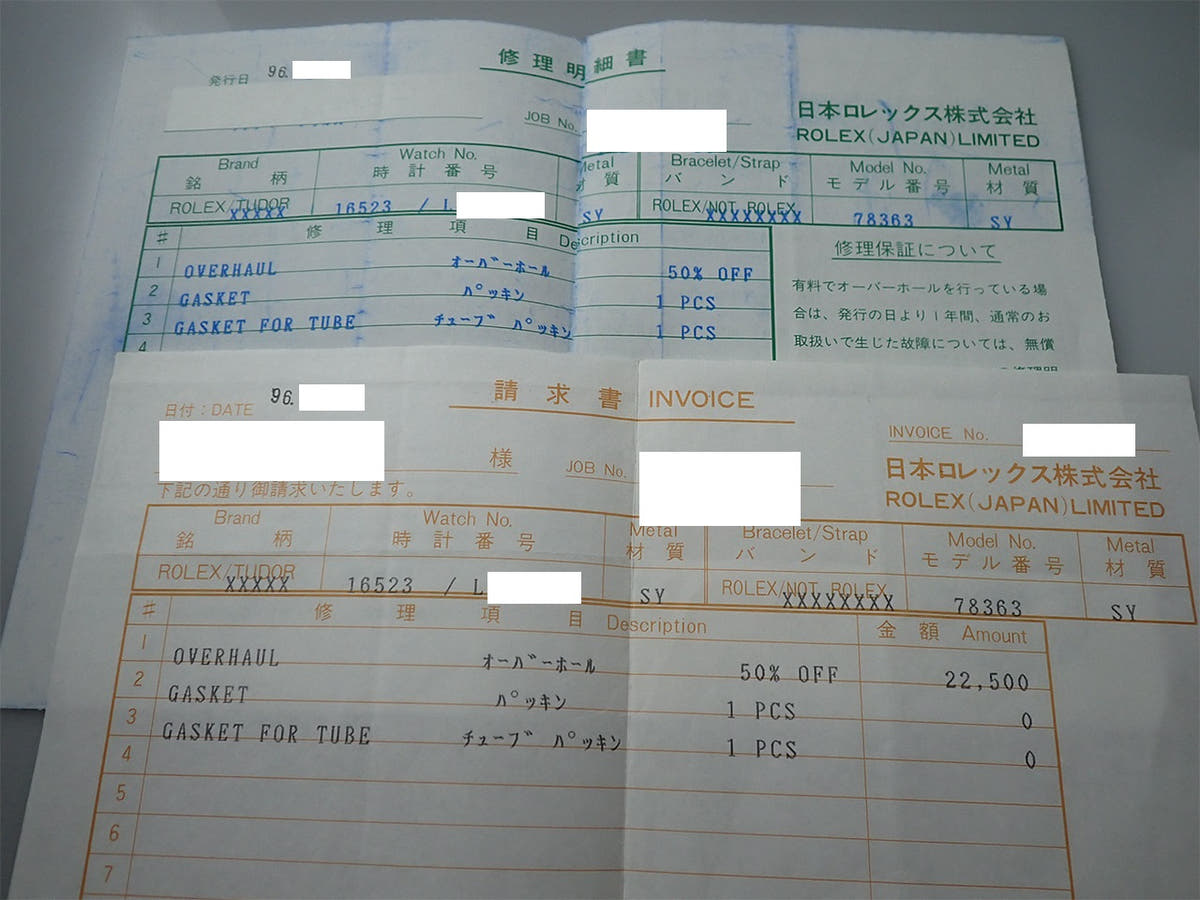 修理明細書
発行日 96.
JOB No.
日本ロレックス株式会社
ROLEX(JAPAN)LIMITED
Brand Watch No. Metal Bracelet/Strap Model No. Metal
銘 柄 時計番号 質 バンド モデル番号 材質
ROLEX/TUDOR XXXXX 16523 / L SY ROLEX/NOT ROLEX XXXXXXXX 78363 SY
# 修理項目 Description
1 OVERHAUL オーバーホール 50% OFF
2 GASKET パッキン 1 PCS
3 GASKET FOR TUBE チューブ パッキン 1 PCS
4
修理保証について
有料でオーバーホールを行っている場
合は、発行の日より1年間、通常のお
取扱いで生じた故障については、無償
請求書 INVOICE
日付:DATE 96.
INVOICE No.
様 JOB No.
日本ロレックス株式会社
ROLEX(JAPAN)LIMITED
下記の通り御請求いたします。
Brand Watch No. Metal Bracelet/Strap Model No. Metal
銘 柄 時計番号 材質 バンド モデル番号 材質
ROLEX/TUDOR XXXXX 16523 / L SY ROLEX/NOT ROLEX XXXXXXXX 78363 SY
# 修理項目 Description 金額 Amount
1 OVERHAUL オーバーホール 50% OFF 22,500
2 GASKET パッキン 1 PCS 0
3 GASKET FOR TUBE チューブ パッキン 1 PCS 0
4
5
6
7